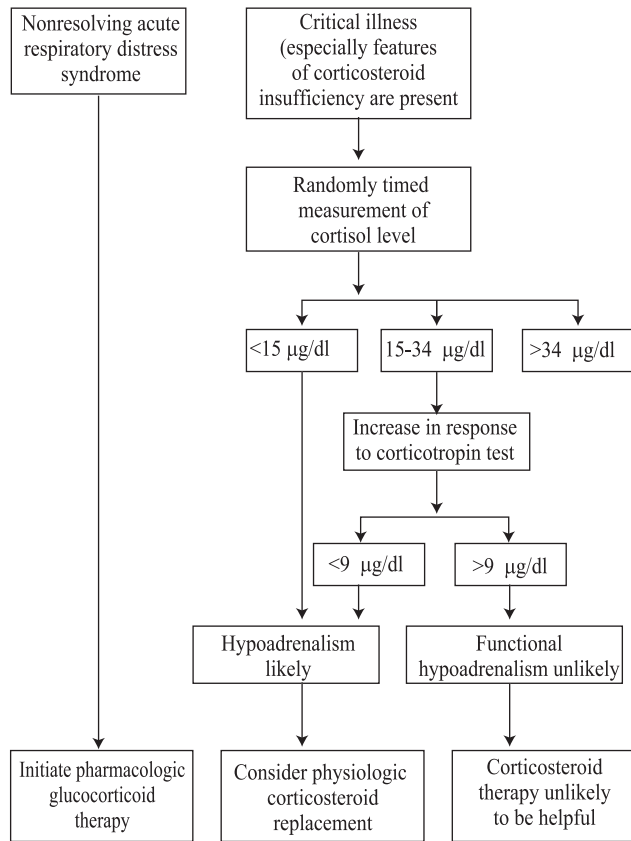 Nonresolving acute
respiratory distress
syndrome
Critical illness
(especially features
of corticosteroid
insufficiency are present
Randomly timed
measurement of
cortisol level
<15 μg/dl
15-34 μg/dl
>34 μg/dl
Increase in response
to corticotropin test
<9 μg/dl
>9 μg/dl
Hypoadrenalism
likely
Functional
hypoadrenalism unlikely
Initiate pharmacologic
glucocorticoid
therapy
Consider physiologic
corticosteroid
replacement
Corticosteroid
therapy unlikely
to be helpful